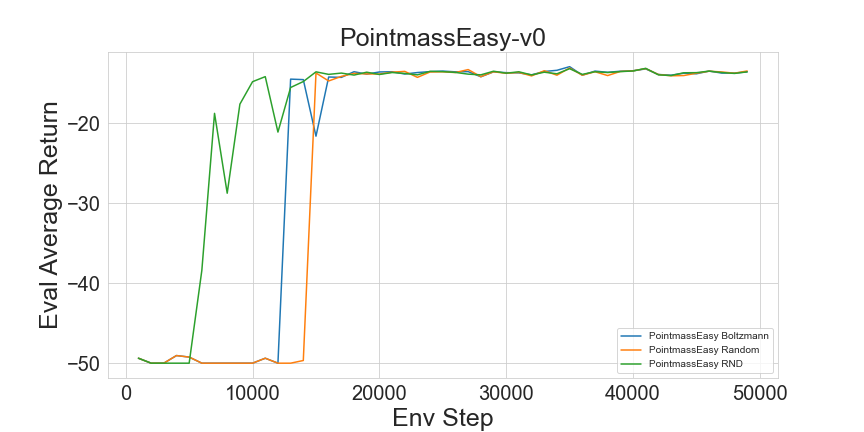 PointmassEasy-v0
Eval Average Return
−20
−30
−40
−50
0
10000
20000
30000
40000
50000
Env Step
PointmassEasy Boltzmann
PointmassEasy Random
PointmassEasy RND